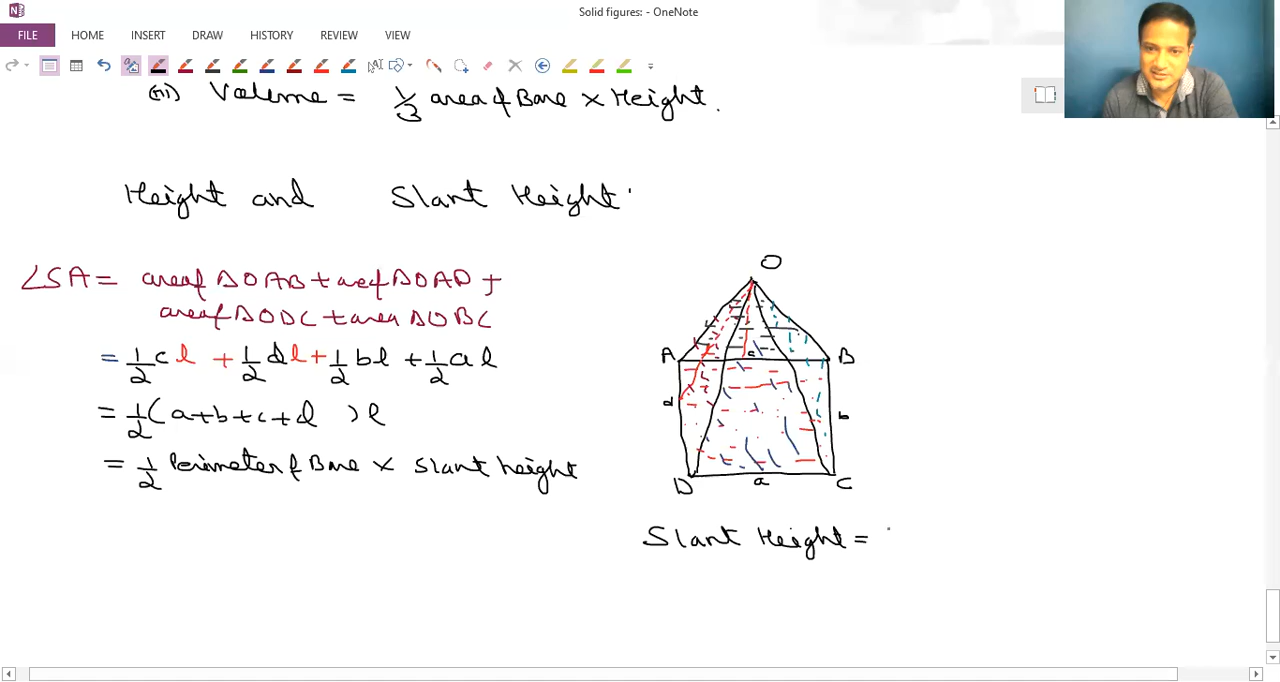 Solid figures: - OneNote
FILE HOME INSERT DRAW HISTORY REVIEW VIEW
(iii) Volume = 1/3 area of Base × Height.
Height and Slant Height
LSA = area of ΔOAB + area of ΔOAD +
area of ΔODC + area ΔOBC
= 1/2 c l + 1/2 d l + 1/2 b l + 1/2 a l
= 1/2 (a+b+c+d) l
= 1/2 Perimeter of Base × Slant height
O
A c B
d b
D a C
Slant Height =